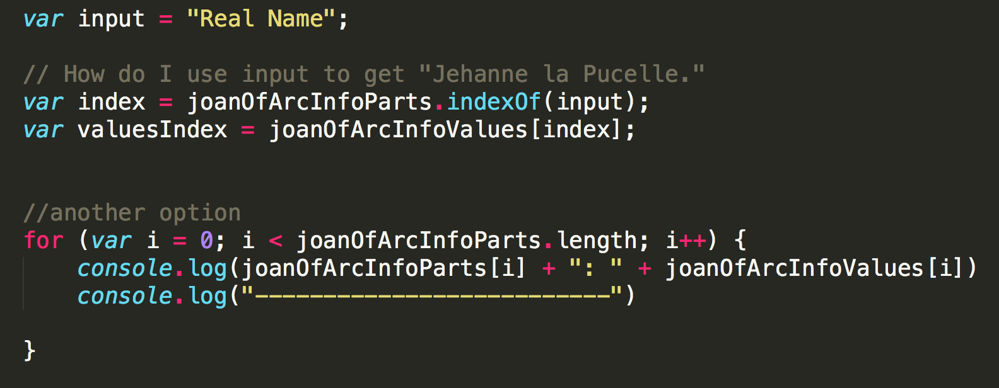 var input = "Real Name";
// How do I use input to get "Jehanne la Pucelle."
var index = joanOfArcInfoParts.indexOf(input);
var valuesIndex = joanOfArcInfoValues[index];
//another option
for (var i = 0; i < joanOfArcInfoParts.length; i++) {
    console.log(joanOfArcInfoParts[i] + ": " + joanOfArcInfoValues[i])
    console.log("--------------------------")
}